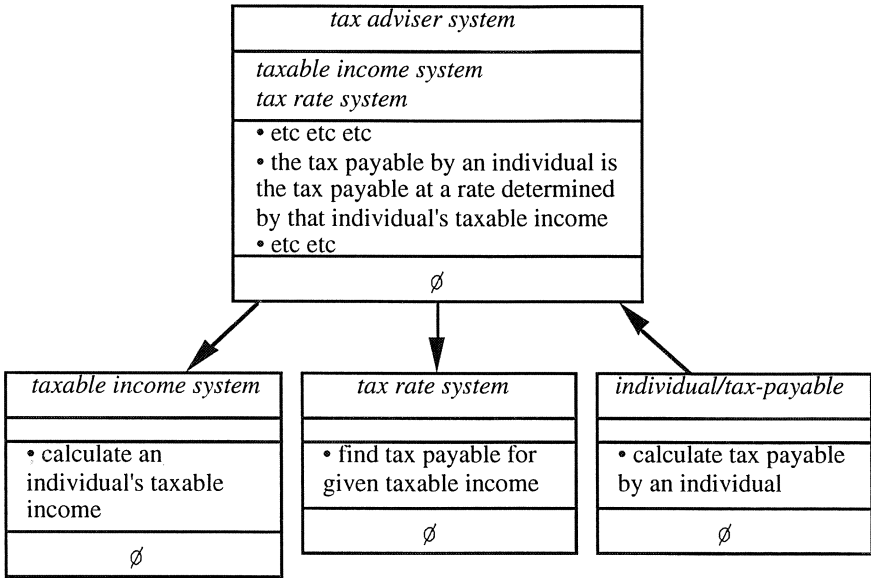 tax adviser system
taxable income system
tax rate system
• etc etc etc
• the tax payable by an individual is
the tax payable at a rate determined
by that individual's taxable income
• etc etc
∅
taxable income system
• calculate an
individual's taxable
income
∅
tax rate system
• find tax payable for
given taxable income
∅
individual/tax-payable
• calculate tax payable
by an individual
∅